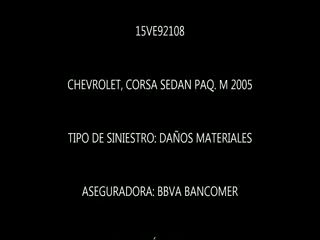 15VE92108
CHEVROLET, CORSA SEDAN PAQ. M 2005
TIPO DE SINIESTRO: DAÑOS MATERIALES
ASEGURADORA: BBVA BANCOMER